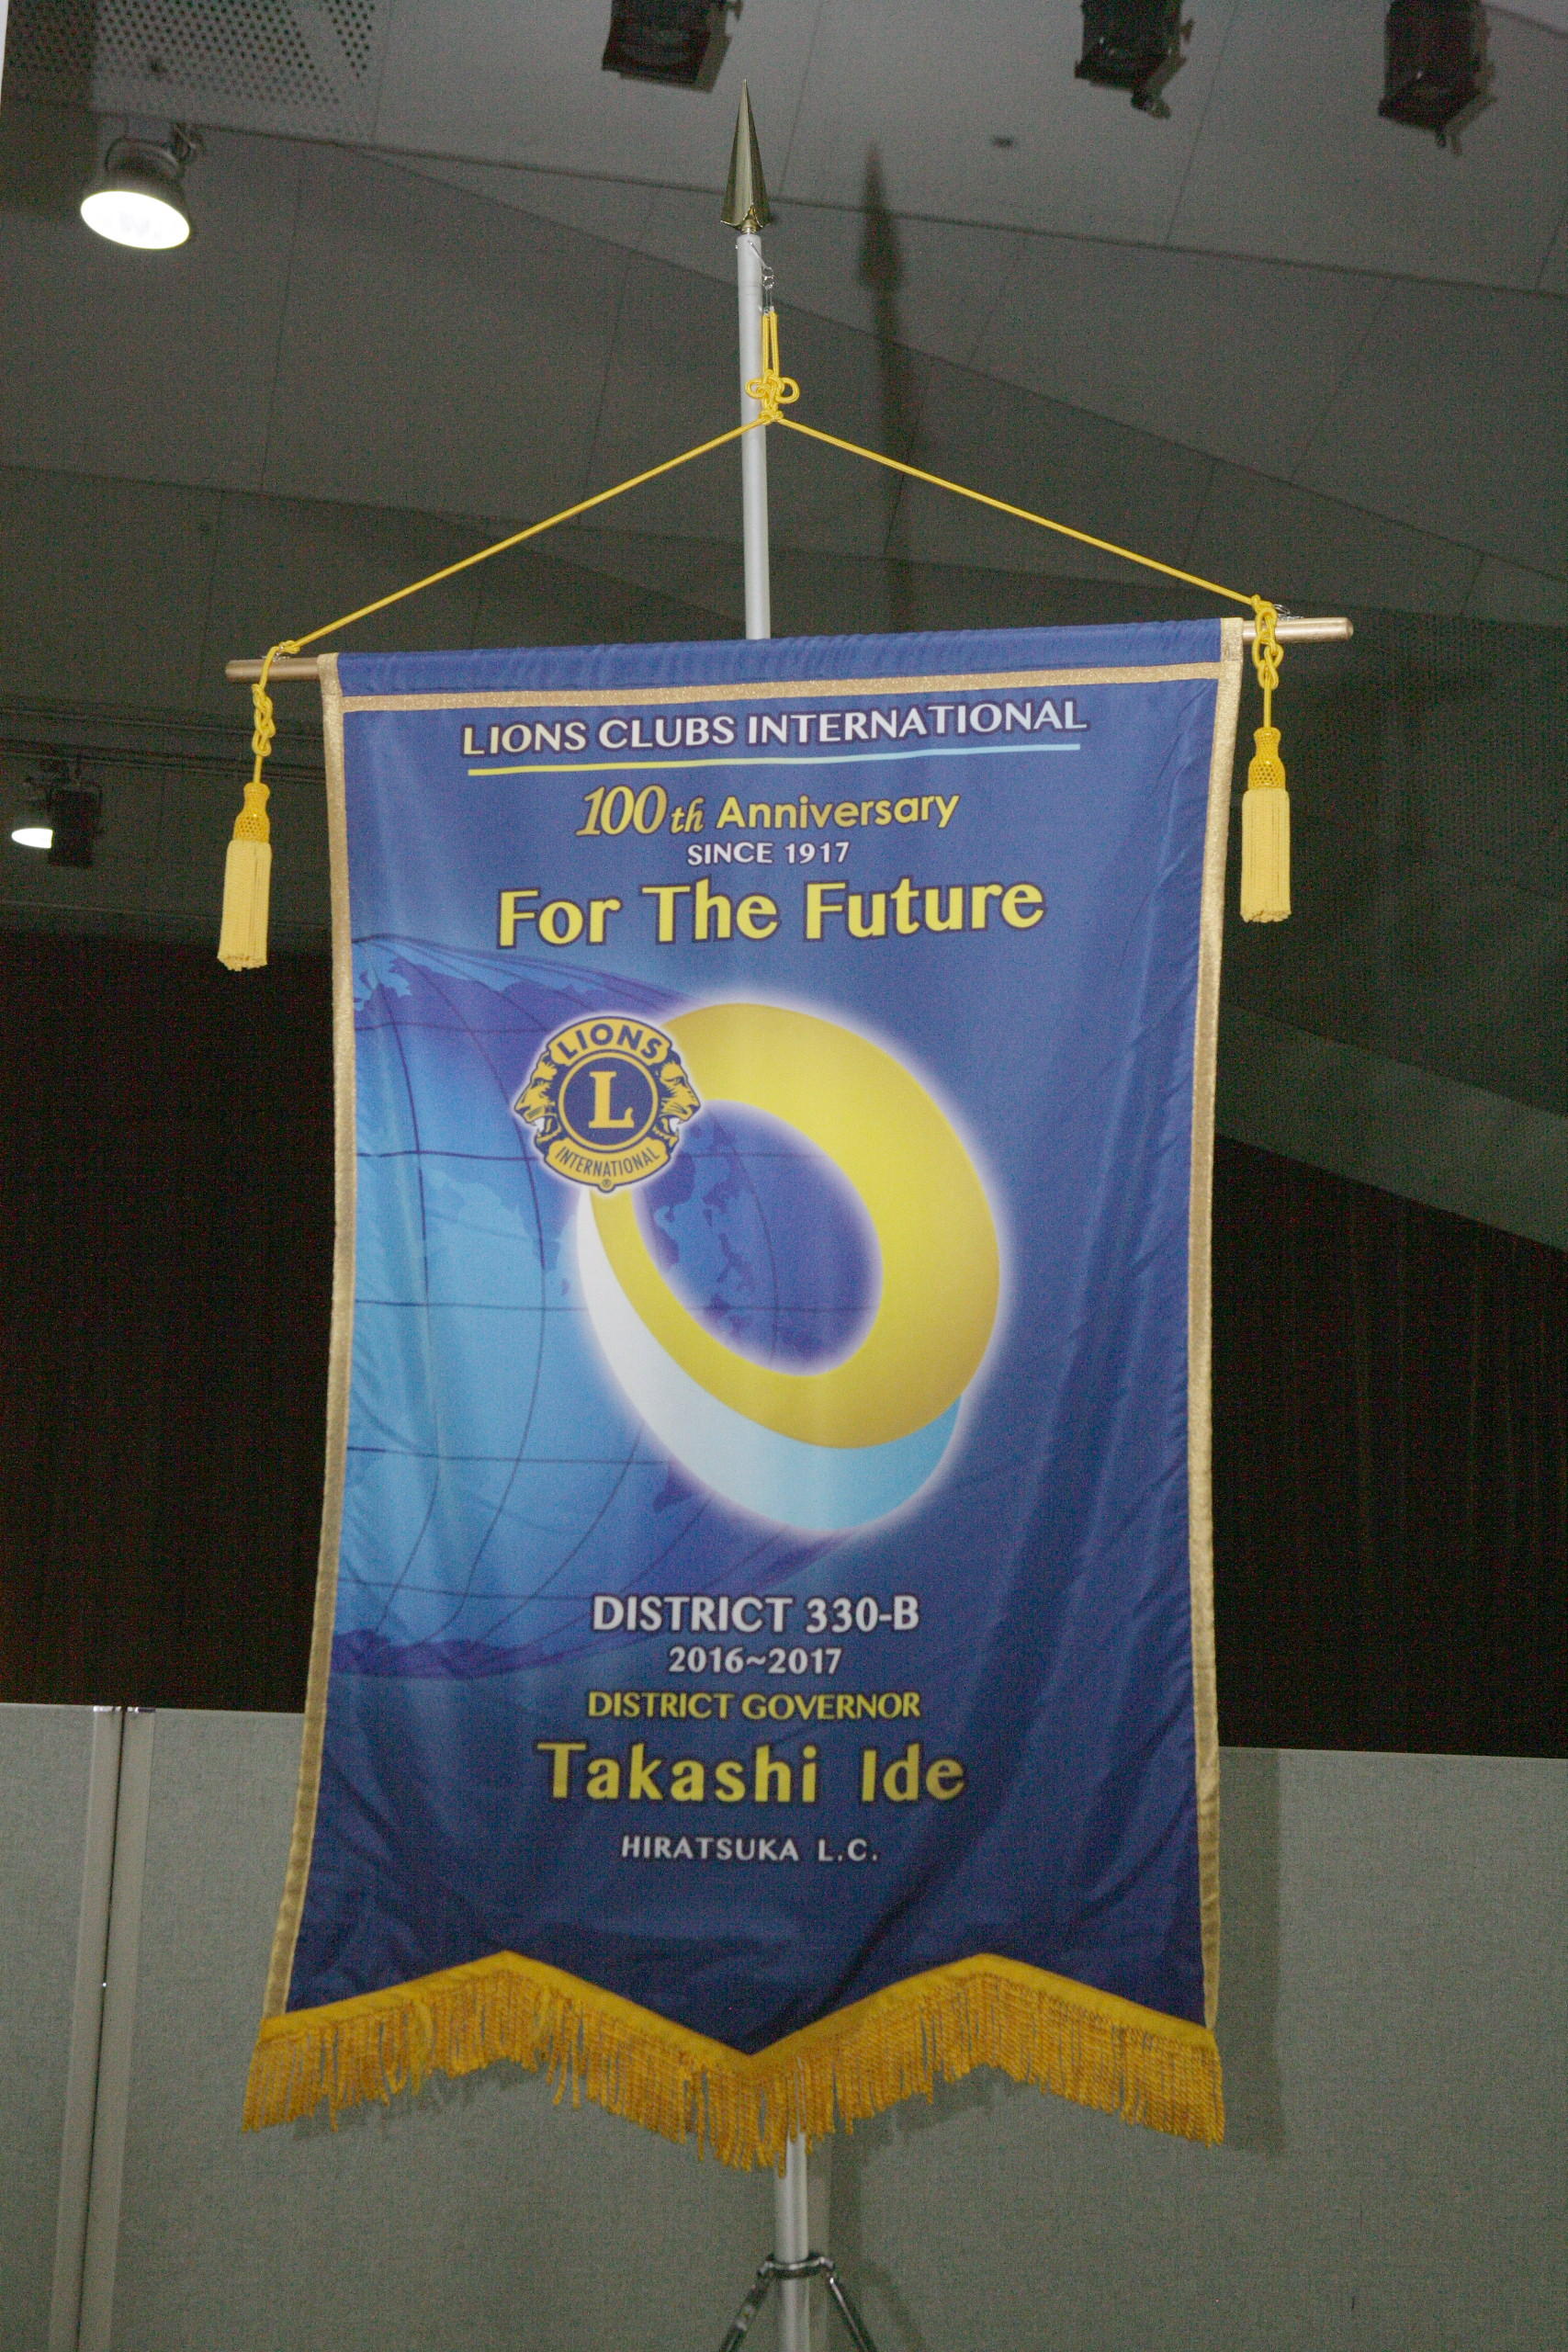 LIONS CLUBS INTERNATIONAL
100th Anniversary
SINCE 1917
For The Future
LIONS
L
INTERNATIONAL
®
DISTRICT 330-B
2016~2017
DISTRICT GOVERNOR
Takashi Ide
HIRATSUKA L.C.